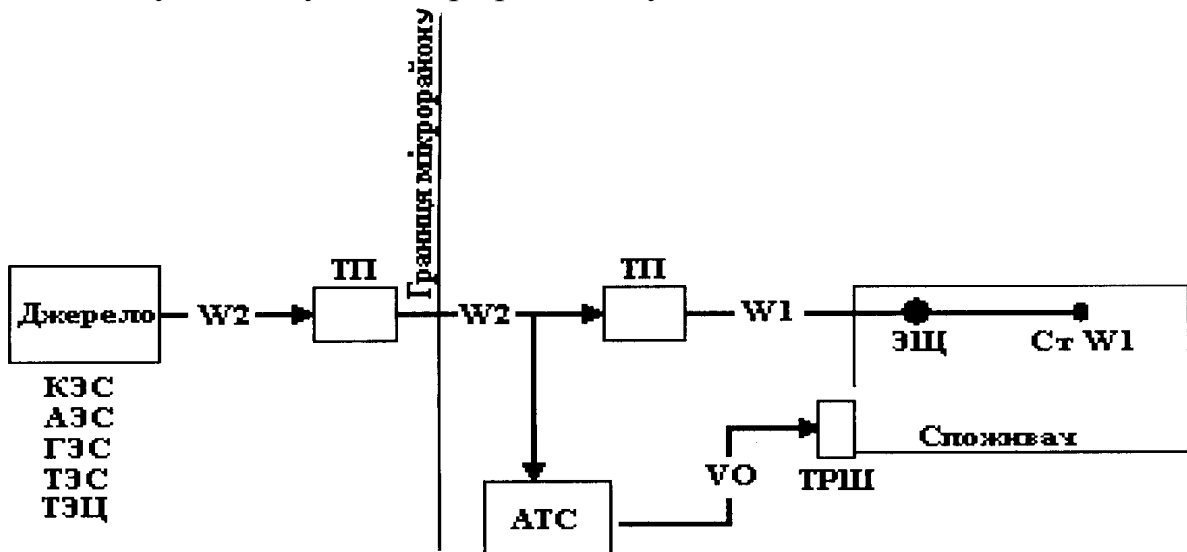 Границя мікрорайону
ТП
ТП
Джерело
W2
W2
W1
ЭЩ
Ст W1
КЭС
АЭС
ГЭС
ТЭС
ТЭЦ
Споживач
VO
ТРШ
АТС